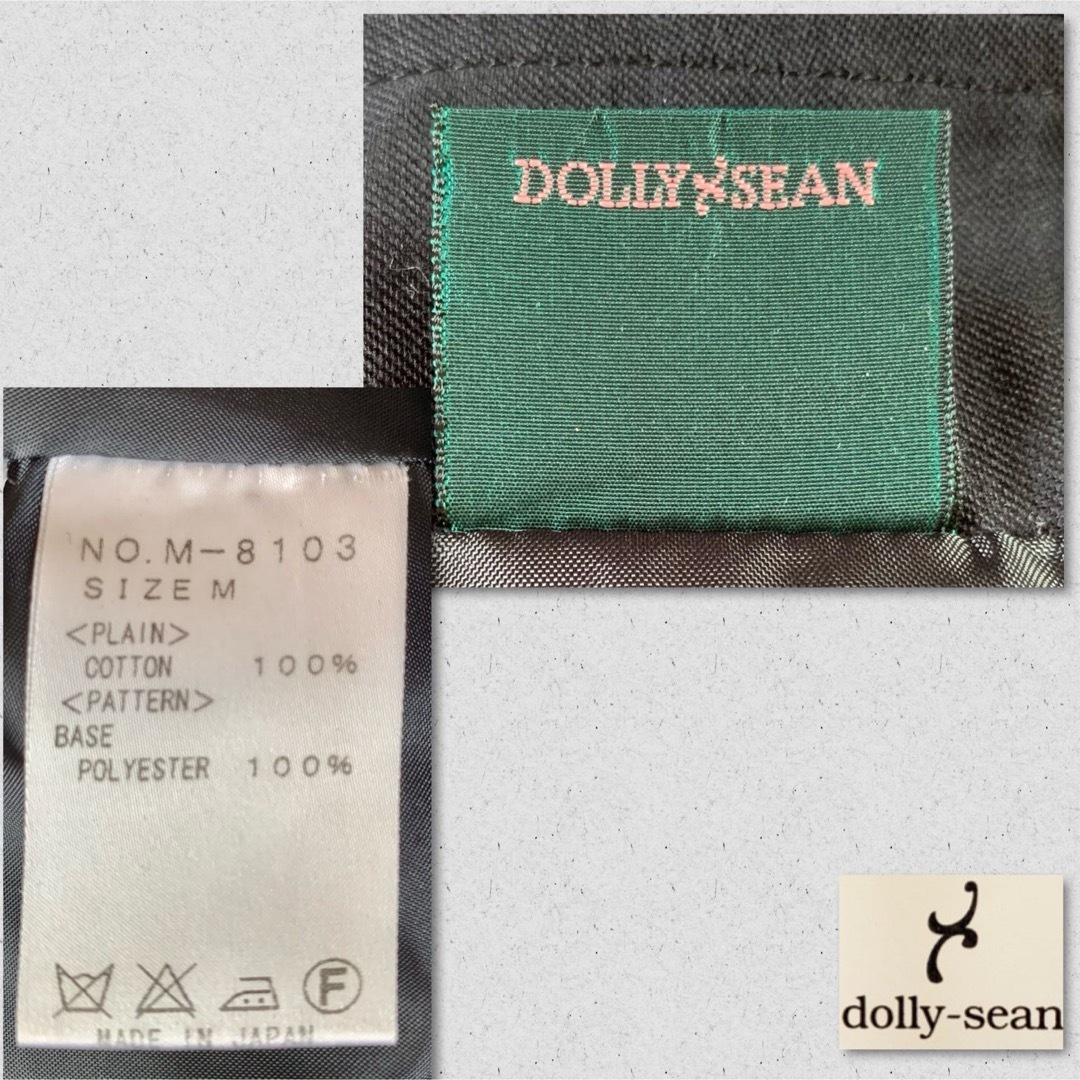 DOLLY SEAN
NO.M-8103
SIZE M
<PLAIN>
COTTON 100%
<PATTERN>
BASE
POLYESTER 100%
F
MADE IN JAPAN
dolly-sean